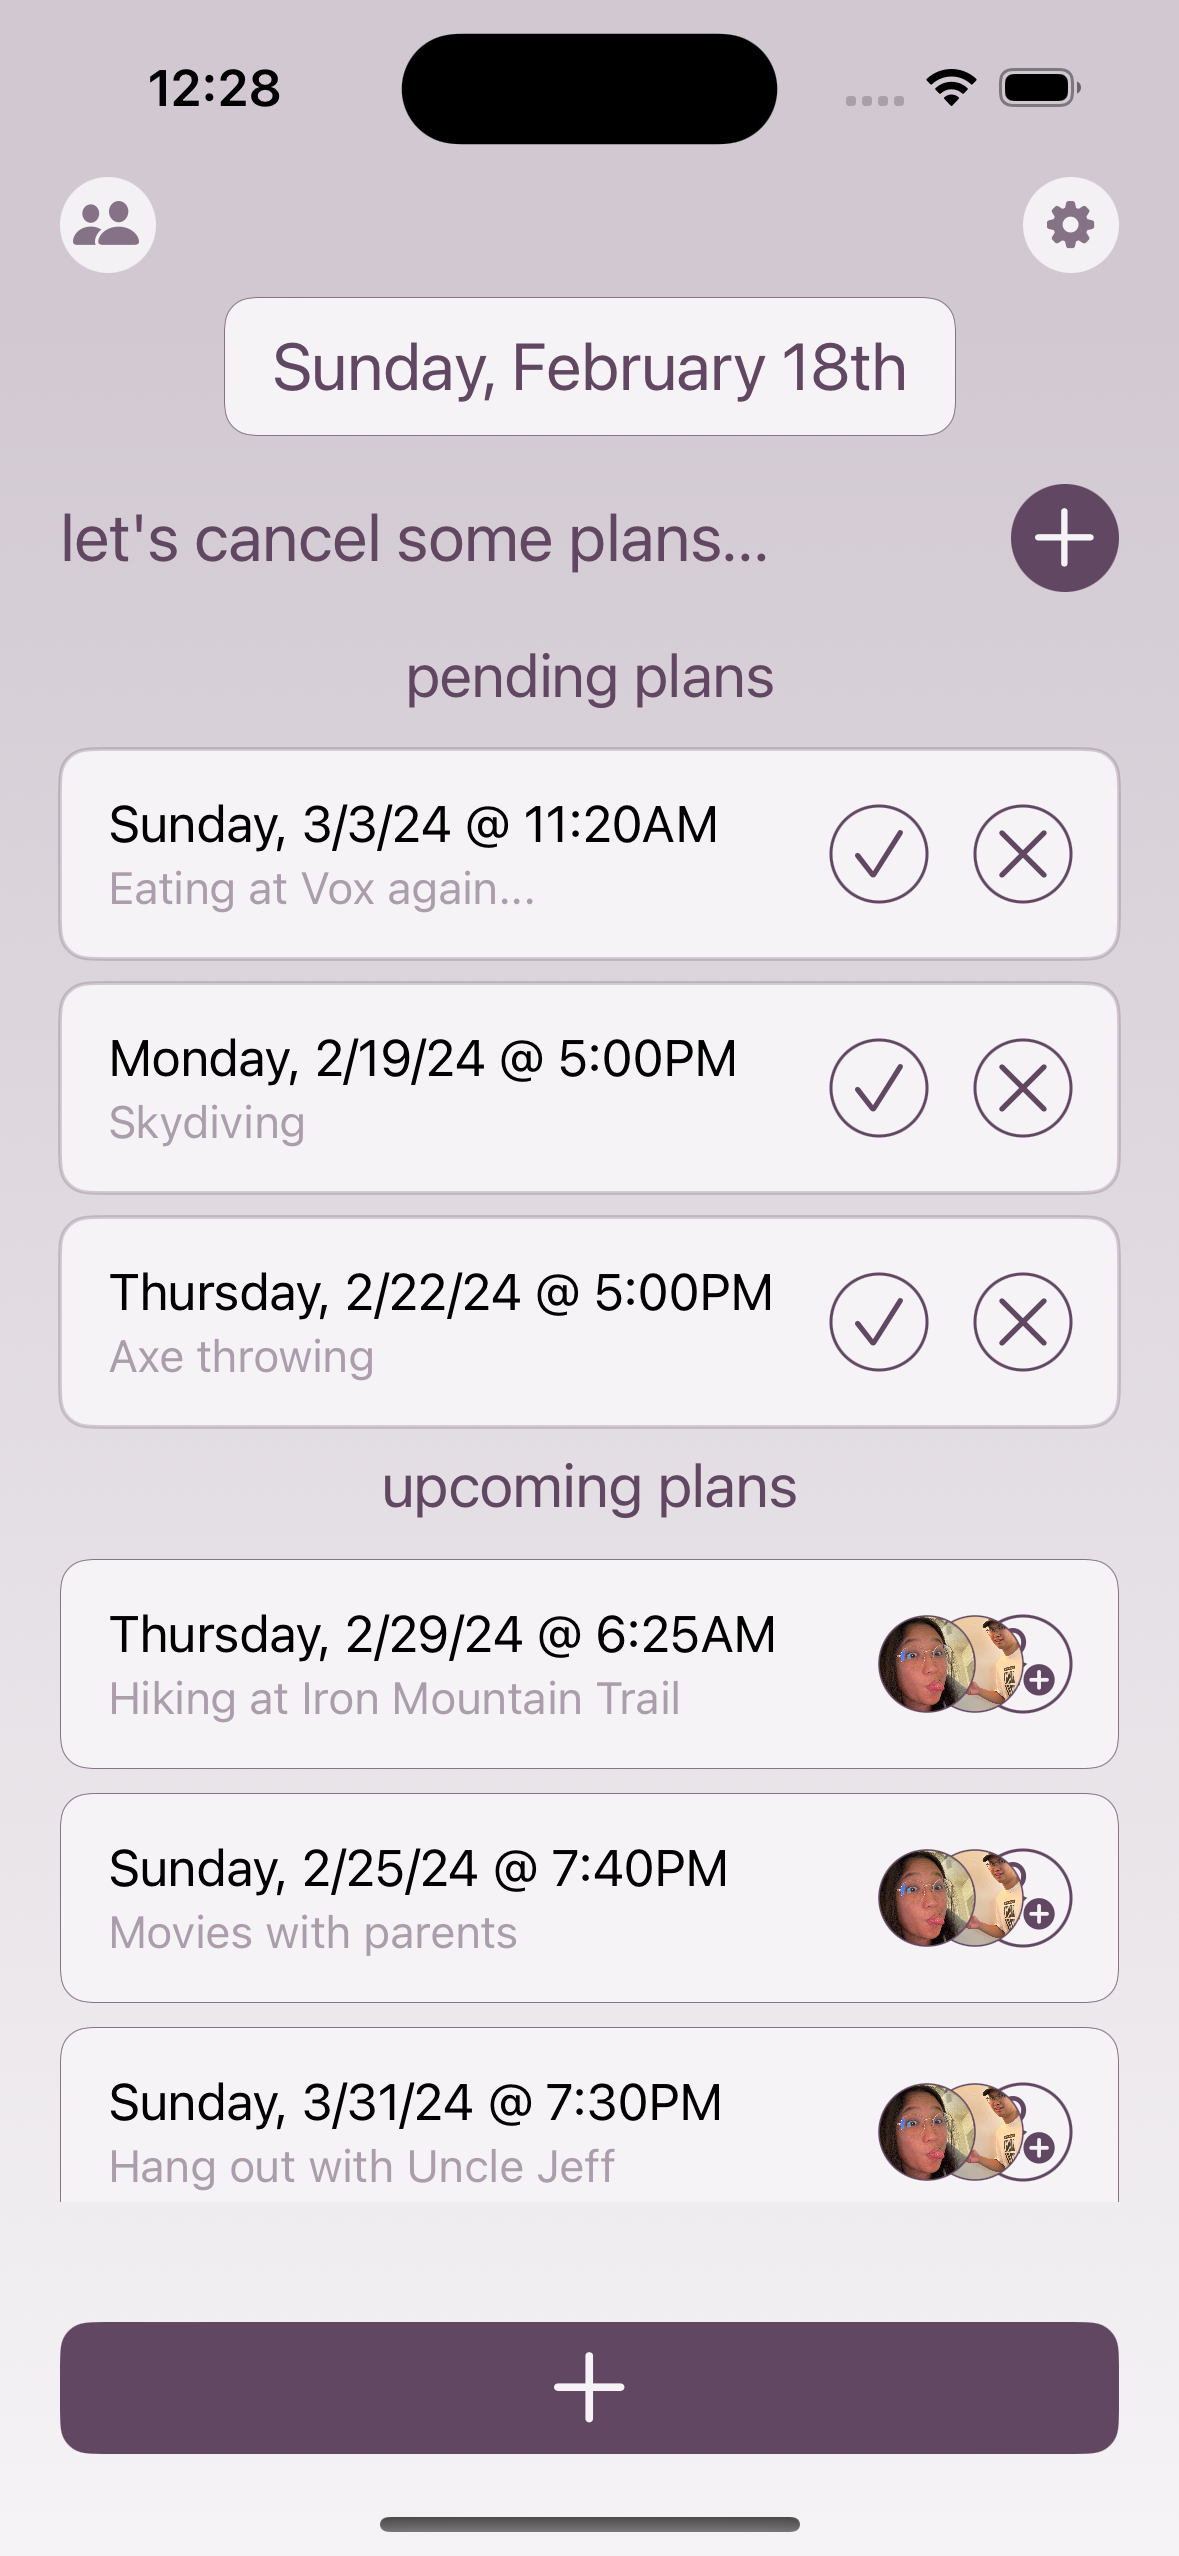 12:28
Sunday, February 18th
let's cancel some plans...
pending plans
Sunday, 3/3/24 @ 11:20AM
Eating at Vox again...
Monday, 2/19/24 @ 5:00PM
Skydiving
Thursday, 2/22/24 @ 5:00PM
Axe throwing
upcoming plans
Thursday, 2/29/24 @ 6:25AM
Hiking at Iron Mountain Trail
Sunday, 2/25/24 @ 7:40PM
Movies with parents
Sunday, 3/31/24 @ 7:30PM
Hang out with Uncle Jeff